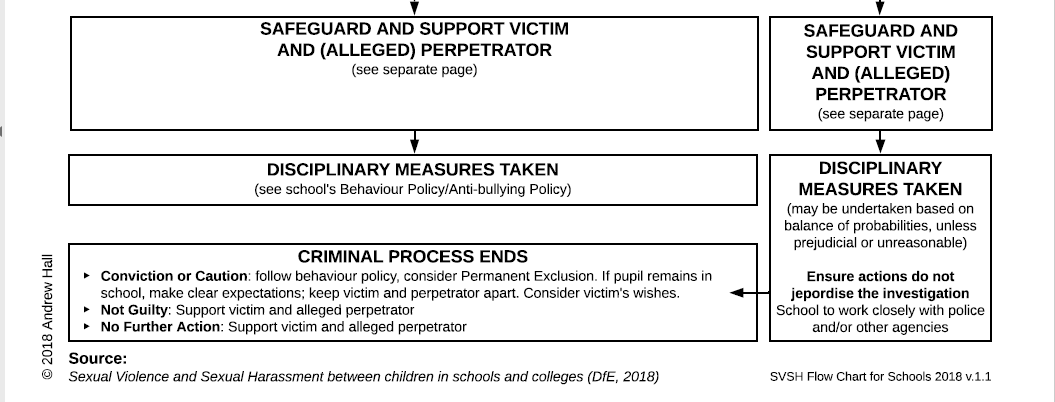 SAFEGUARD AND SUPPORT VICTIM
AND (ALLEGED) PERPETRATOR
(see separate page)
SAFEGUARD AND
SUPPORT VICTIM
AND (ALLEGED)
PERPETRATOR
(see separate page)
DISCIPLINARY MEASURES TAKEN
(see school's Behaviour Policy/Anti-bullying Policy)
DISCIPLINARY
MEASURES TAKEN
(may be undertaken based on
balance of probabilities, unless
prejudicial or unreasonable)
Ensure actions do not
jepordise the investigation
School to work closely with police
and/or other agencies
CRIMINAL PROCESS ENDS
Conviction or Caution: follow behaviour policy, consider Permanent Exclusion. If pupil remains in
school, make clear expectations; keep victim and perpetrator apart. Consider victim's wishes.
Not Guilty: Support victim and alleged perpetrator
No Further Action: Support victim and alleged perpetrator
© 2018 Andrew Hall
Source:
Sexual Violence and Sexual Harassment between children in schools and colleges (DfE, 2018)
SVSH Flow Chart for Schools 2018 v.1.1